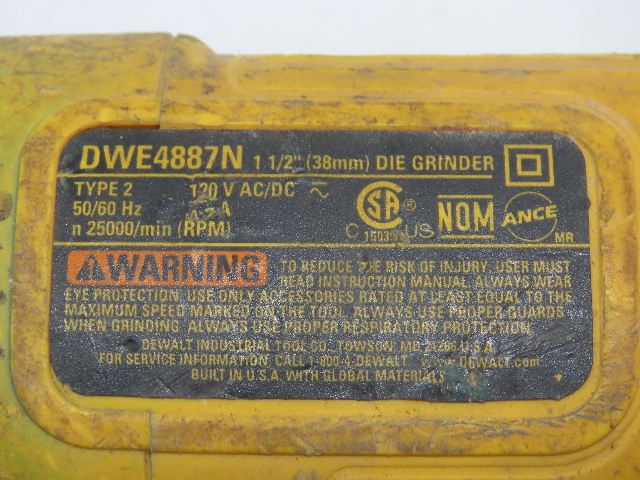 DWE4887N 1 1/2" (38mm) DIE GRINDER
TYPE 2 120 V AC/DC
50/60 Hz A
n 25000/min (RPM)
SA ®
C US
NOM
ANCE
MR
WARNING TO REDUCE THE RISK OF INJURY, USER MUST
READ INSTRUCTION MANUAL. ALWAYS WEAR
EYE PROTECTION. USE ONLY ACCESSORIES RATED AT LEAST EQUAL TO THE
MAXIMUM SPEED MARKED ON THE TOOL. ALWAYS USE PROPER GUARDS
WHEN GRINDING. ALWAYS USE PROPER RESPIRATORY PROTECTION.
DEWALT INDUSTRIAL TOOL CO., TOWSON, MD 21286 U.S.A.
FOR SERVICE INFORMATION, CALL 1-800-4-DEWALT www.DEWALT.com
BUILT IN U.S.A. WITH GLOBAL MATERIALS